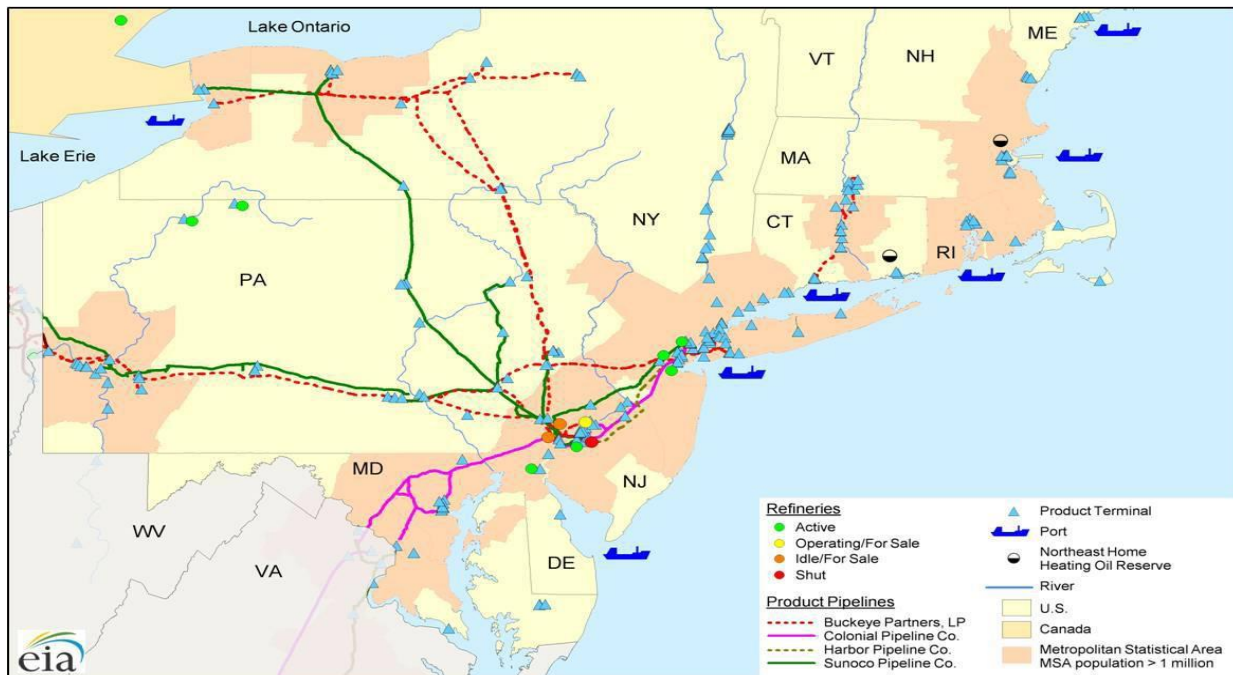 Lake Ontario
ME
VT
NH
Lake Erie
MA
NY
CT
RI
PA
MD
NJ
WV
VA
DE
Refineries
Active
Operating/For Sale
Idle/For Sale
Shut
Product Pipelines
Buckeye Partners, LP
Colonial Pipeline Co.
Harbor Pipeline Co.
Sunoco Pipeline Co.
Product Terminal
Port
Northeast Home
Heating Oil Reserve
River
U.S.
Canada
Metropolitan Statistical Area
MSA population > 1 million
eia